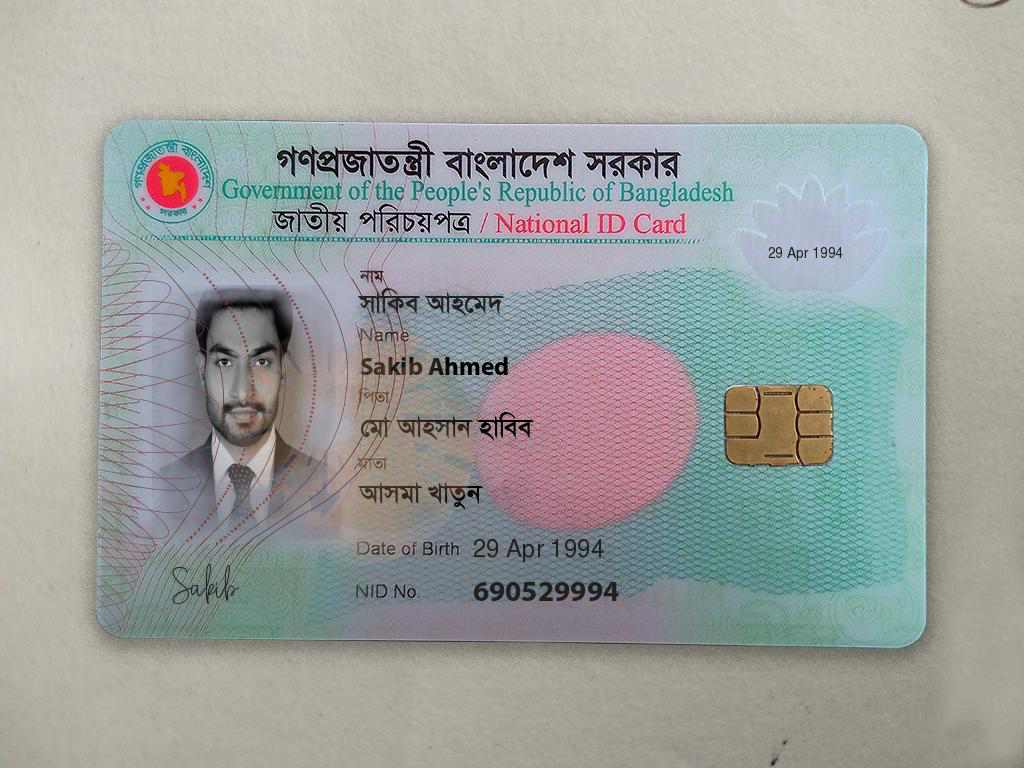 গণপ্রজাতন্ত্রী বাংলাদেশ সরকার
Government of the People's Republic of Bangladesh
জাতীয় পরিচয়পত্র / National ID Card
গণপ্রজাতন্ত্রী বাংলাদেশ
সরকার
29 Apr 1994
নাম
সাকিব আহমেদ
Name
Sakib Ahmed
পিতা
মো আহসান হাবিব
মাতা
আসমা খাতুন
Date of Birth 29 Apr 1994
NID No. 690529994
Sakib